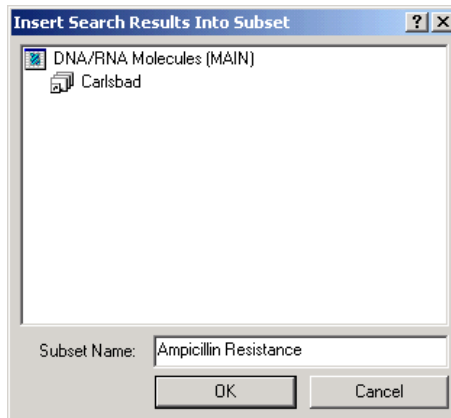 Insert Search Results Into Subset
DNA/RNA Molecules (MAIN)
Carlsbad
Subset Name: Ampicillin Resistance
OK Cancel